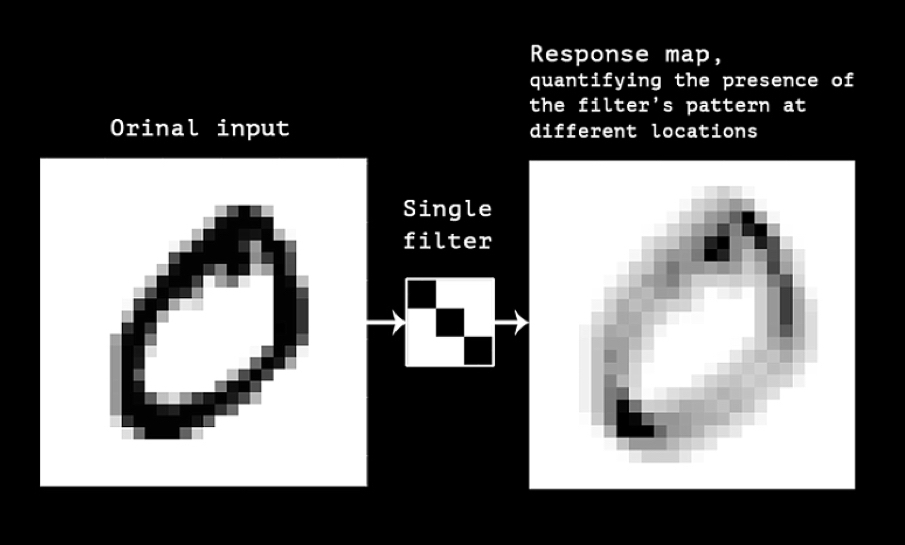 Response map,
quantifying the presence of
the filter's pattern at
different locations
Orinal input
Single
filter